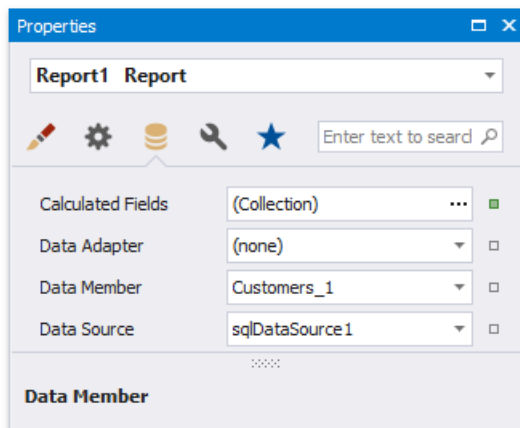 Properties
Report1 Report
Enter text to search
Calculated Fields (Collection) ...
Data Adapter (none)
Data Member Customers_1
Data Source sqlDataSource1
Data Member